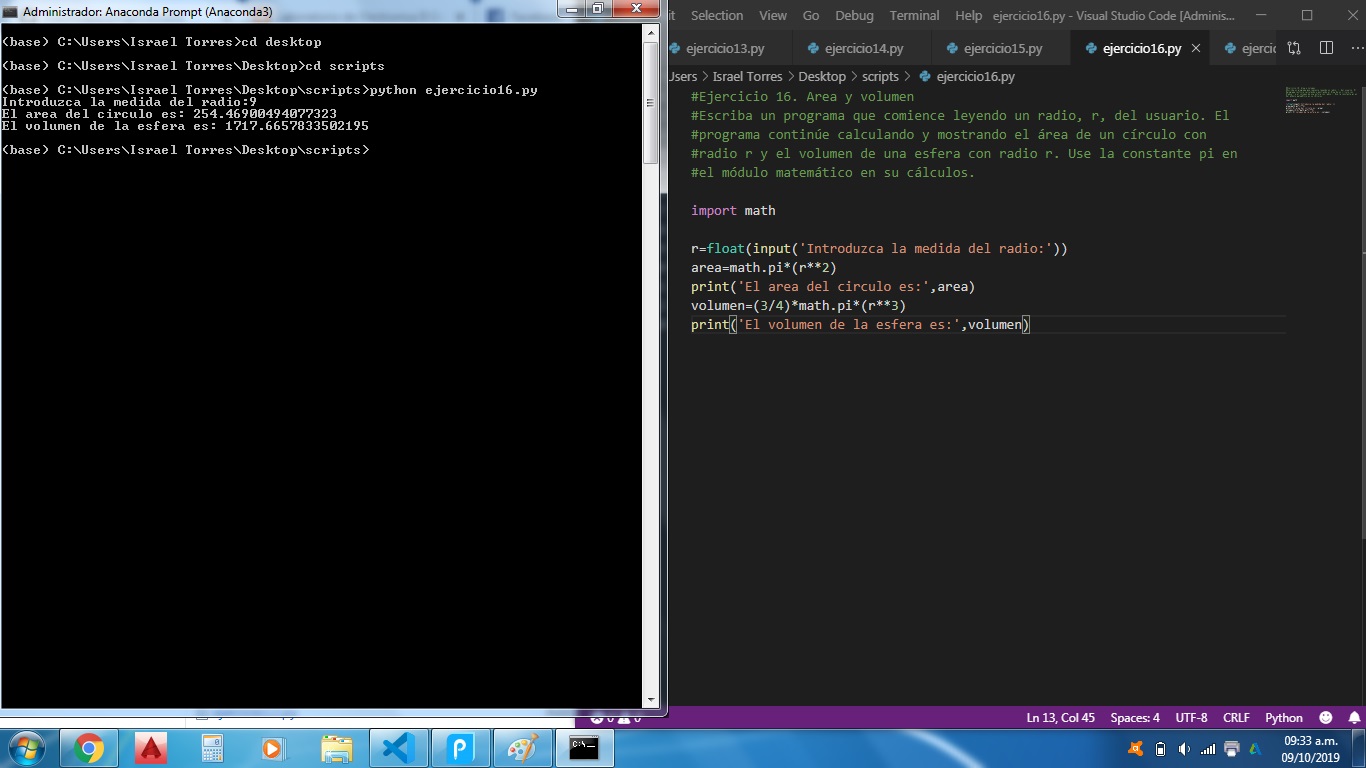 Administrador: Anaconda Prompt (Anaconda3)
(base) C:\Users\Israel Torres>cd desktop
(base) C:\Users\Israel Torres\Desktop>cd scripts
(base) C:\Users\Israel Torres\Desktop\scripts>python ejercicio16.py
Introduzca la medida del radio:9
El area del circulo es: 254.46900494077323
El volumen de la esfera es: 1717.6657833502195
(base) C:\Users\Israel Torres\Desktop\scripts>
it Selection View Go Debug Terminal Help ejercicio16.py - Visual Studio Code [Adminis...
ejercicio13.py ejercicio14.py ejercicio15.py ejercicio16.py ejercic
Jsers > Israel Torres > Desktop > scripts > ejercicio16.py
#Ejercicio 16. Area y volumen
#Escriba un programa que comience leyendo un radio, r, del usuario. El
#programa continúe calculando y mostrando el área de un círculo con
#radio r y el volumen de una esfera con radio r. Use la constante pi en
#el módulo matemático en su cálculos.
import math
r=float(input('Introduzca la medida del radio:'))
area=math.pi*(r**2)
print('El area del circulo es:',area)
volumen=(3/4)*math.pi*(r**3)
print('El volumen de la esfera es:',volumen)
Ln 13, Col 45 Spaces: 4 UTF-8 CRLF Python
09:33 a.m.
09/10/2019